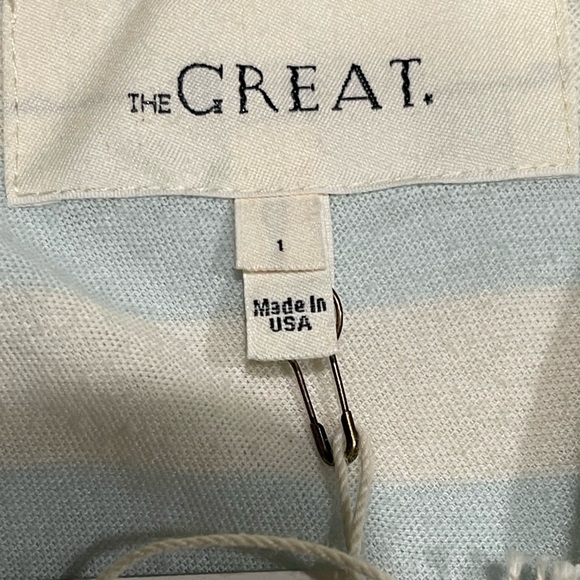 THE GREAT.
1
Made In
USA